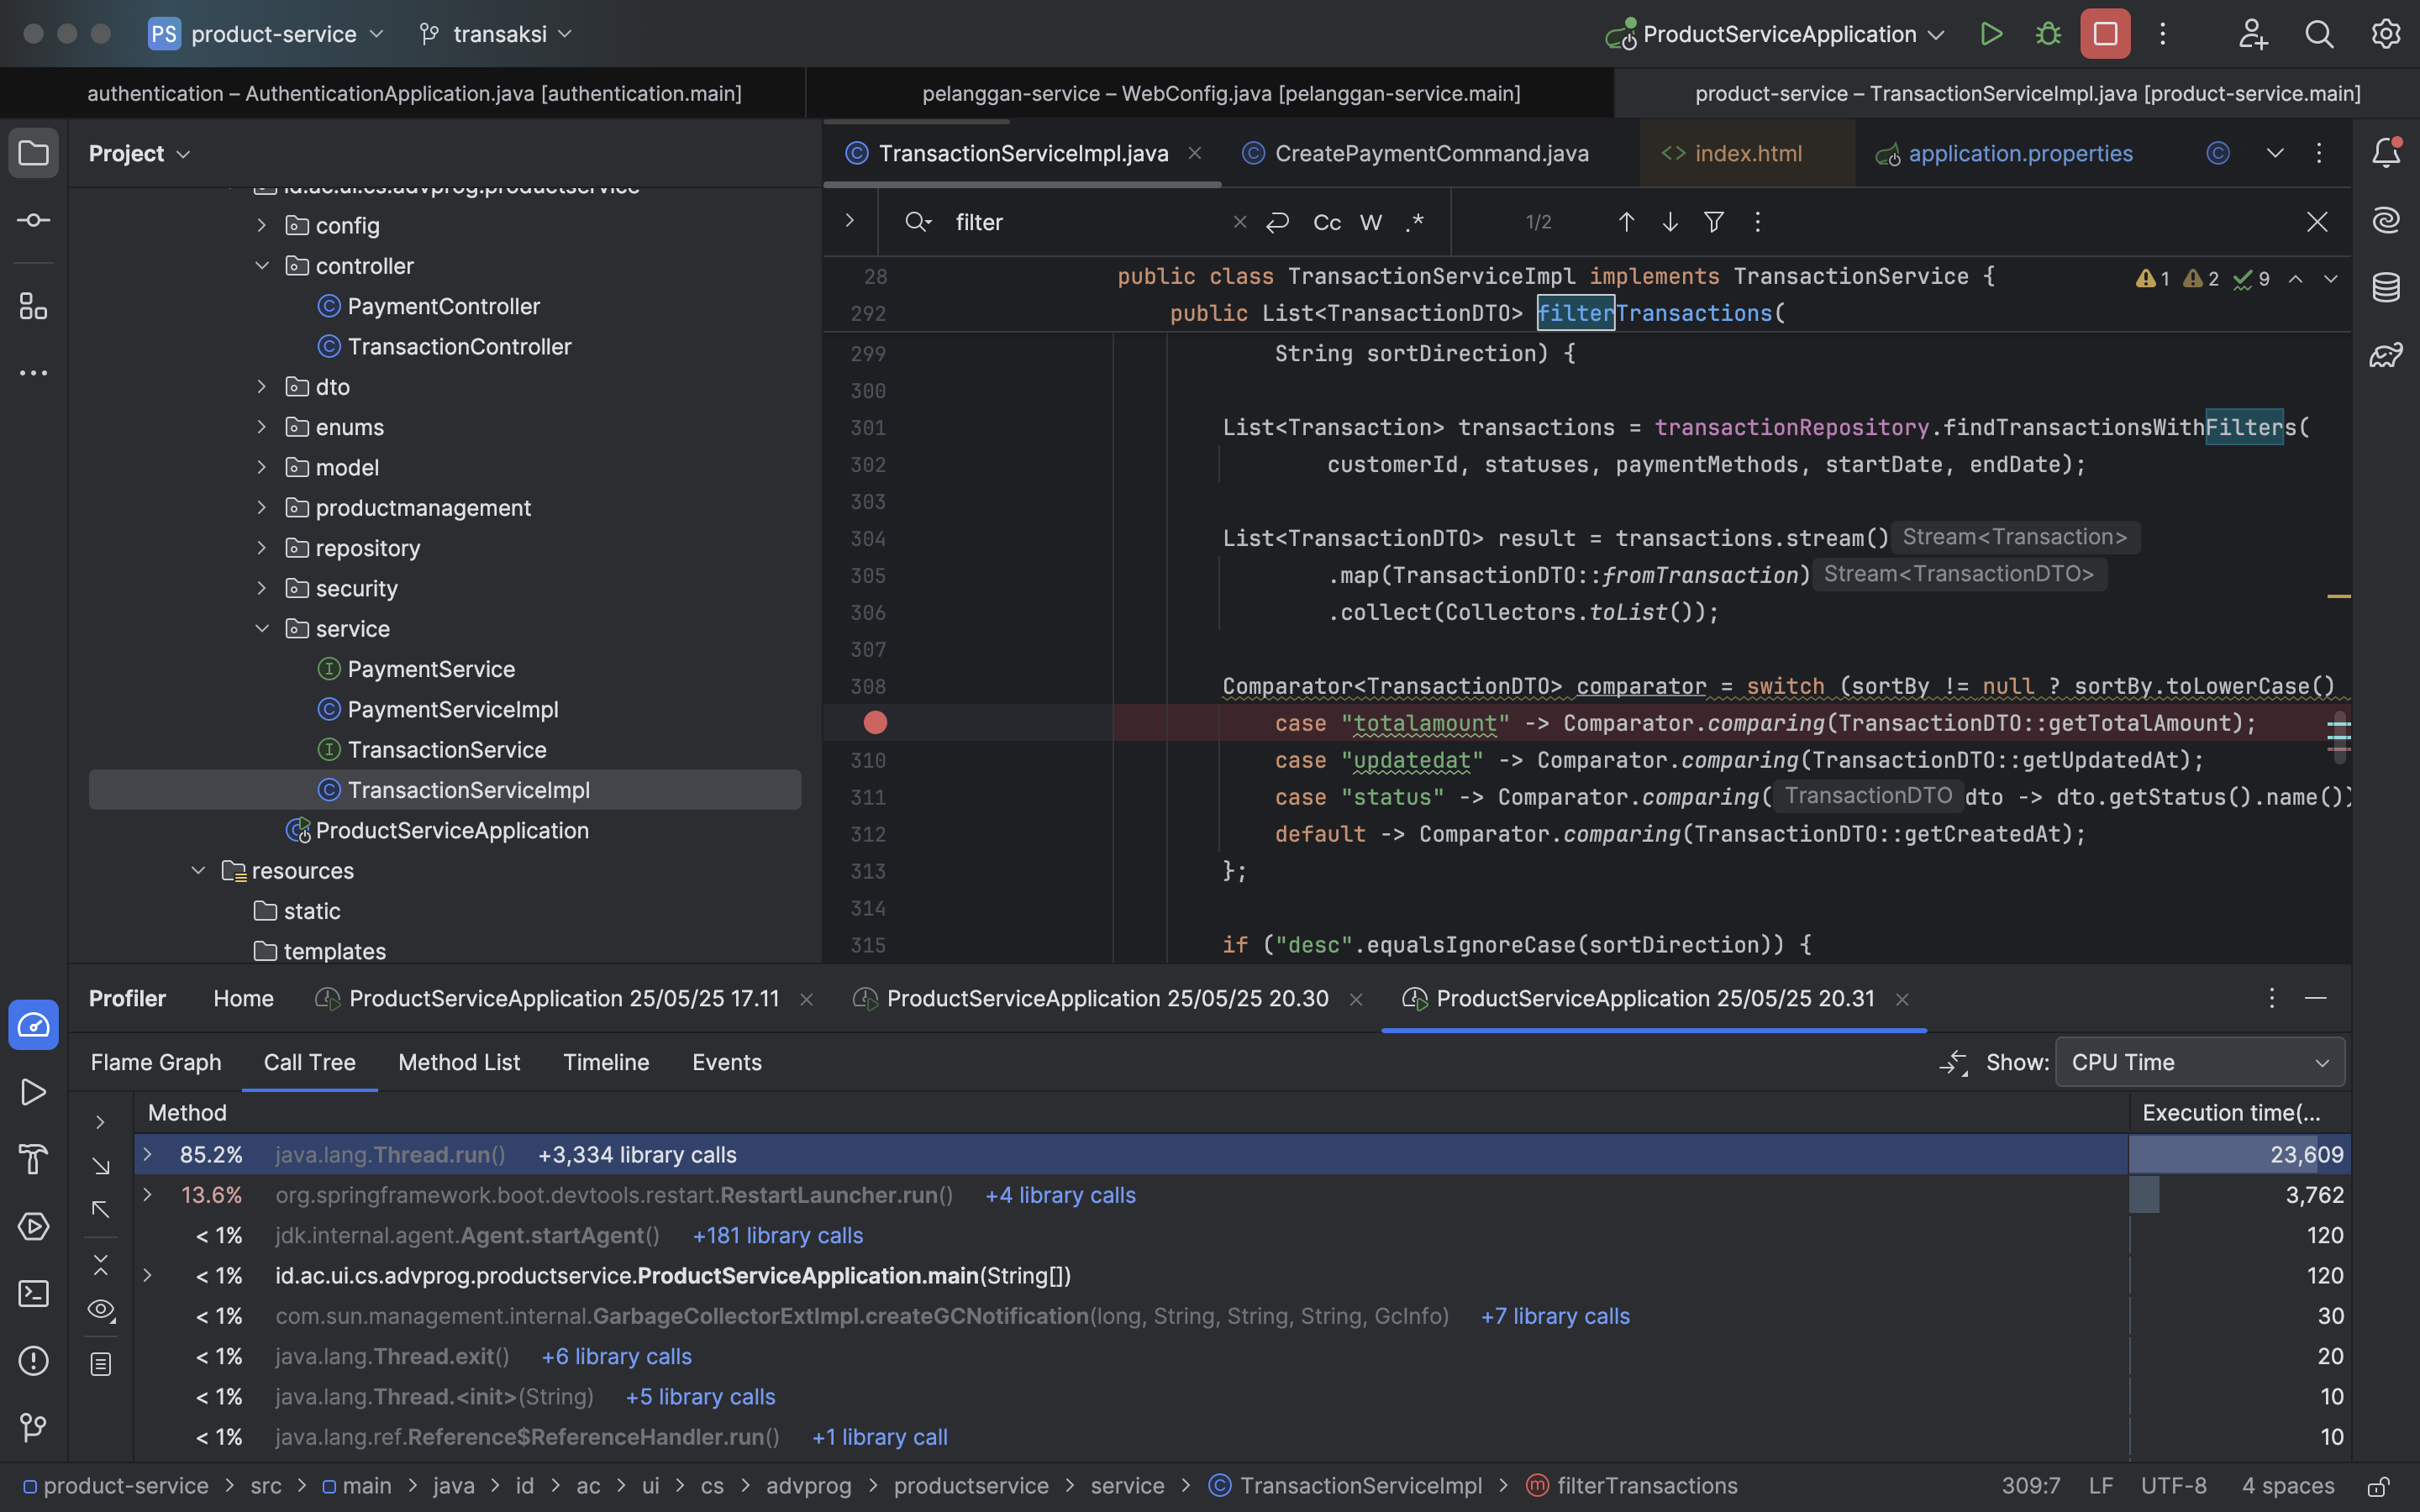 PS product-service transaksi ProductServiceApplication
authentication – AuthenticationApplication.java [authentication.main] pelanggan-service – WebConfig.java [pelanggan-service.main] product-service – TransactionServiceImpl.java [product-service.main]
Project
id.ac.ui.cs.advprog.productservice
config
controller
PaymentController
TransactionController
dto
enums
model
productmanagement
repository
security
service
PaymentService
PaymentServiceImpl
TransactionService
TransactionServiceImpl
ProductServiceApplication
resources
static
templates
TransactionServiceImpl.java CreatePaymentCommand.java index.html application.properties
filter Cc W .* 1/2
28 public class TransactionServiceImpl implements TransactionService { 1 2 9
292 public List<TransactionDTO> filterTransactions(
299 String sortDirection) {
300
301 List<Transaction> transactions = transactionRepository.findTransactionsWithFilters(
302 customerId, statuses, paymentMethods, startDate, endDate);
303
304 List<TransactionDTO> result = transactions.stream() Stream<Transaction>
305 .map(TransactionDTO::fromTransaction) Stream<TransactionDTO>
306 .collect(Collectors.toList());
307
308 Comparator<TransactionDTO> comparator = switch (sortBy != null ? sortBy.toLowerCase()
case "totalamount" -> Comparator.comparing(TransactionDTO::getTotalAmount);
310 case "updatedat" -> Comparator.comparing(TransactionDTO::getUpdatedAt);
311 case "status" -> Comparator.comparing( TransactionDTO dto -> dto.getStatus().name())
312 default -> Comparator.comparing(TransactionDTO::getCreatedAt);
313 };
314
315 if ("desc".equalsIgnoreCase(sortDirection)) {
Profiler Home ProductServiceApplication 25/05/25 17.11 ProductServiceApplication 25/05/25 20.30 ProductServiceApplication 25/05/25 20.31
Flame Graph Call Tree Method List Timeline Events Show: CPU Time
Method Execution time(...
85.2% java.lang.Thread.run() +3,334 library calls 23,609
13.6% org.springframework.boot.devtools.restart.RestartLauncher.run() +4 library calls 3,762
< 1% jdk.internal.agent.Agent.startAgent() +181 library calls 120
< 1% id.ac.ui.cs.advprog.productservice.ProductServiceApplication.main(String[]) 120
< 1% com.sun.management.internal.GarbageCollectorExtImpl.createGCNotification(long, String, String, String, GcInfo) +7 library calls 30
< 1% java.lang.Thread.exit() +6 library calls 20
< 1% java.lang.Thread.<init>(String) +5 library calls 10
< 1% java.lang.ref.Reference$ReferenceHandler.run() +1 library call 10
product-service > src > main > java > id > ac > ui > cs > advprog > productservice > service > TransactionServiceImpl > filterTransactions 309:7 LF UTF-8 4 spaces